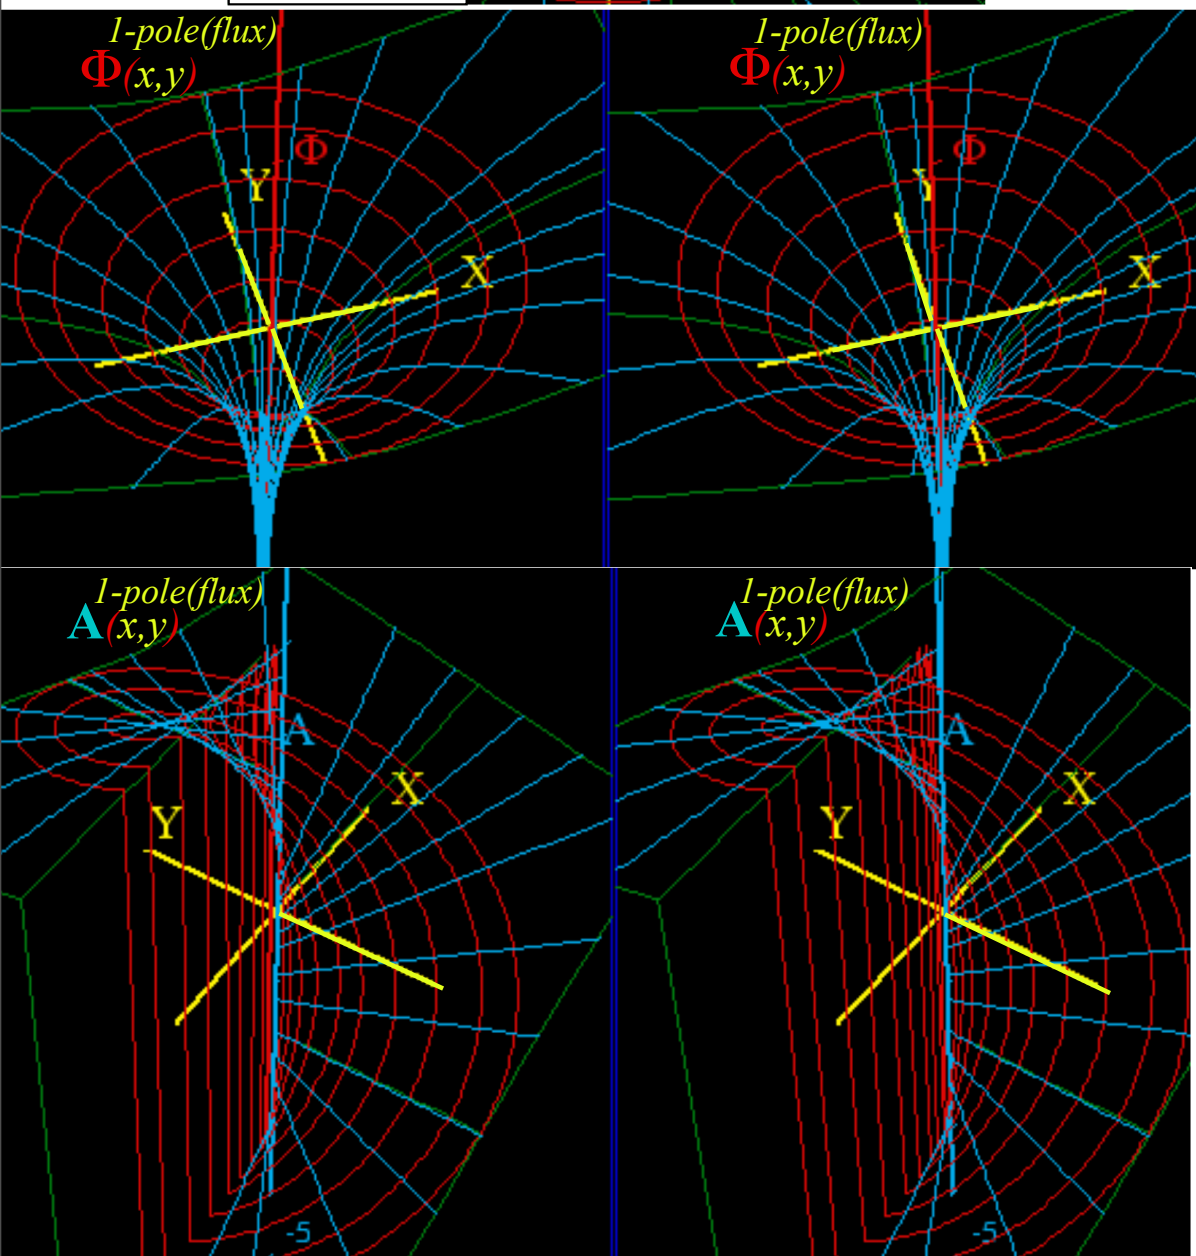 1-pole(flux)
Φ(x,y)
Φ
Y
X
1-pole(flux)
Φ(x,y)
Φ
Y
X
1-pole(flux)
A(x,y)
A
X
Y
-5
1-pole(flux)
A(x,y)
A
X
Y
-5